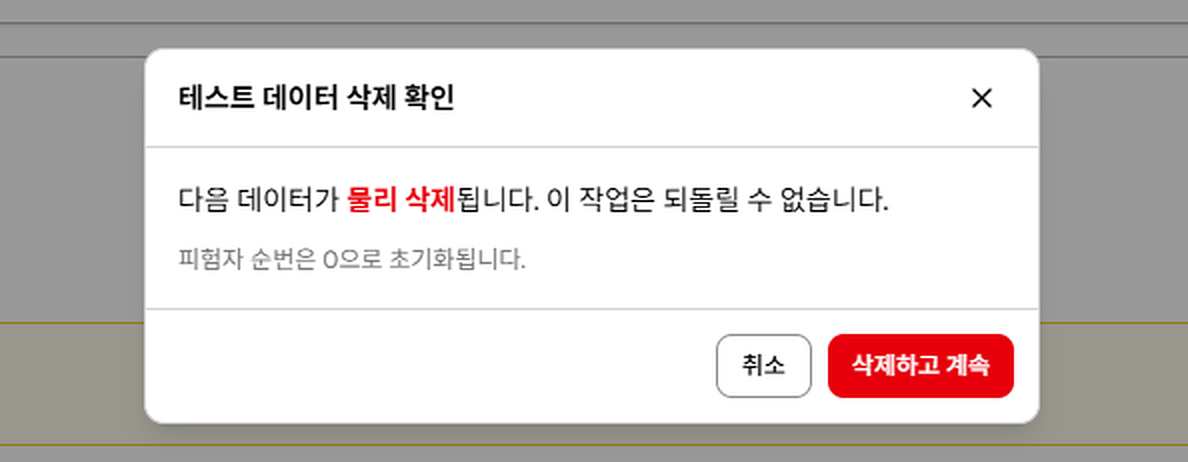 테스트 데이터 삭제 확인
다음 데이터가 물리 삭제됩니다. 이 작업은 되돌릴 수 없습니다.
피험자 순번은 0으로 초기화됩니다.
취소
삭제하고 계속